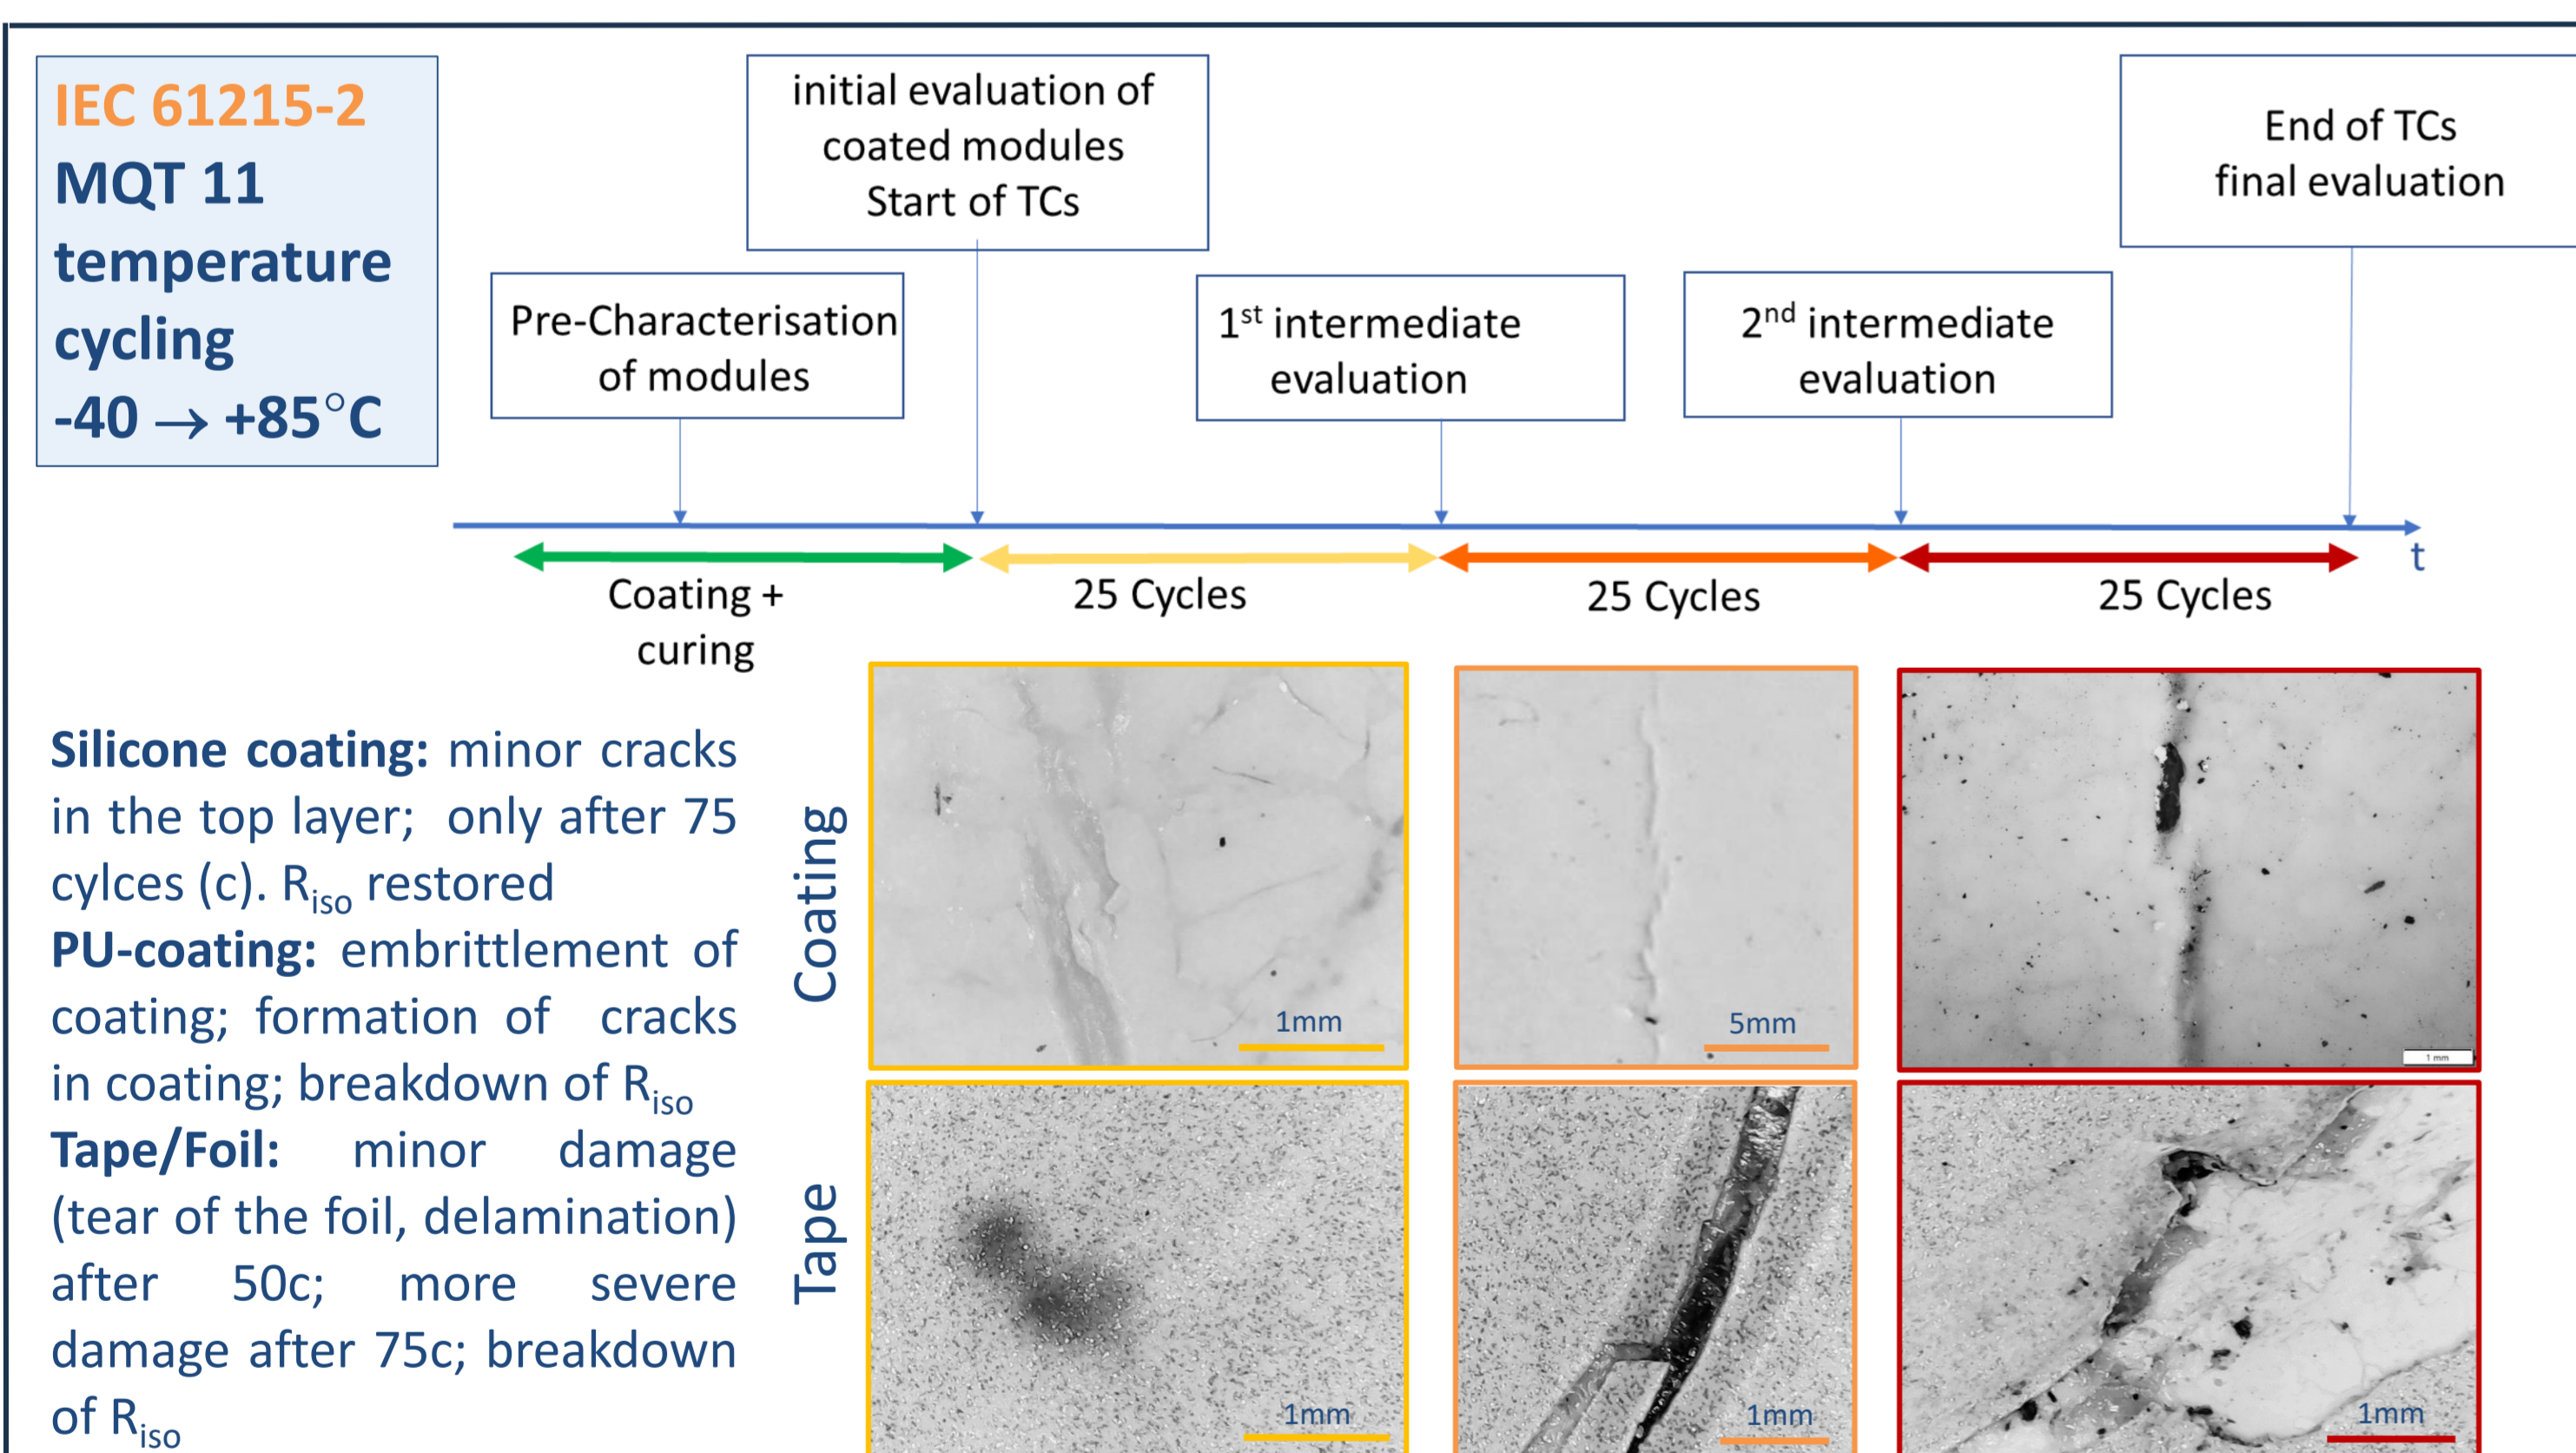 IEC 61215-2
MQT 11
temperature
cycling
-40 → +85°C
initial evaluation of
coated modules
Start of TCs
End of TCs
final evaluation
Pre-Characterisation
of modules
1st intermediate
evaluation
2nd intermediate
evaluation
t
Coating +
curing
25 Cycles
25 Cycles
25 Cycles
Silicone coating: minor cracks
in the top layer; only after 75
cylces (c). Riso restored
PU-coating: embrittlement of
coating; formation of cracks
in coating; breakdown of Riso
Tape/Foil: minor damage
(tear of the foil, delamination)
after 50c; more severe
damage after 75c; breakdown
of Riso
Coating
1mm
5mm
1 mm
Tape
1mm
1mm
1mm